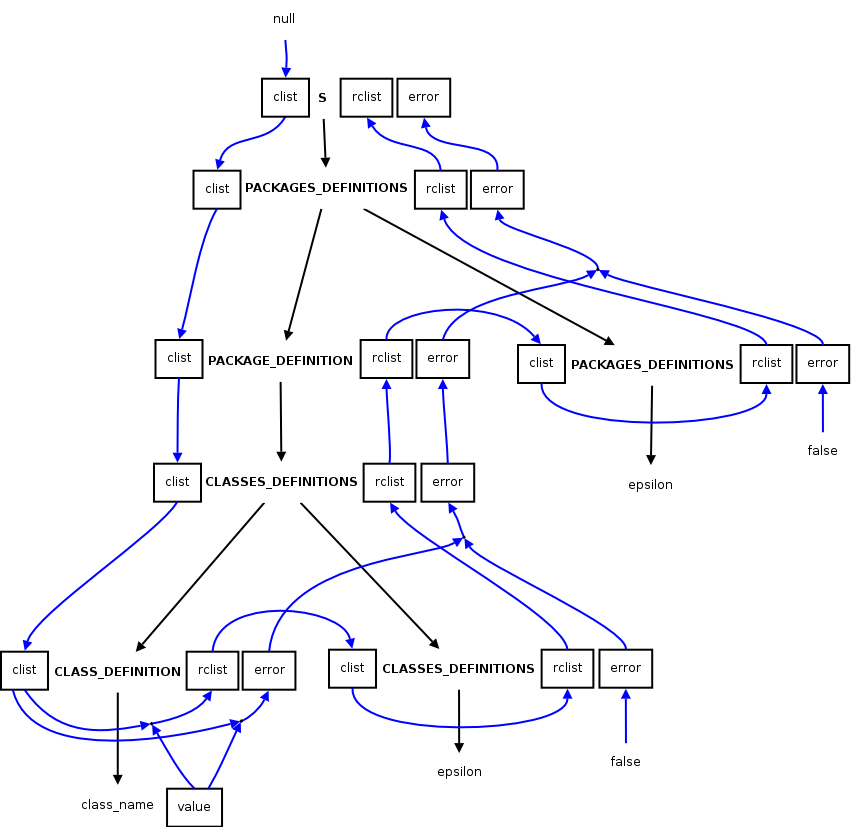 null
clist S rclist error
clist PACKAGES_DEFINITIONS rclist error
clist PACKAGE_DEFINITION rclist error clist PACKAGES_DEFINITIONS rclist error
false
clist CLASSES_DEFINITIONS rclist error
epsilon
clist CLASS_DEFINITION rclist error clist CLASSES_DEFINITIONS rclist error
epsilon
false
class_name value